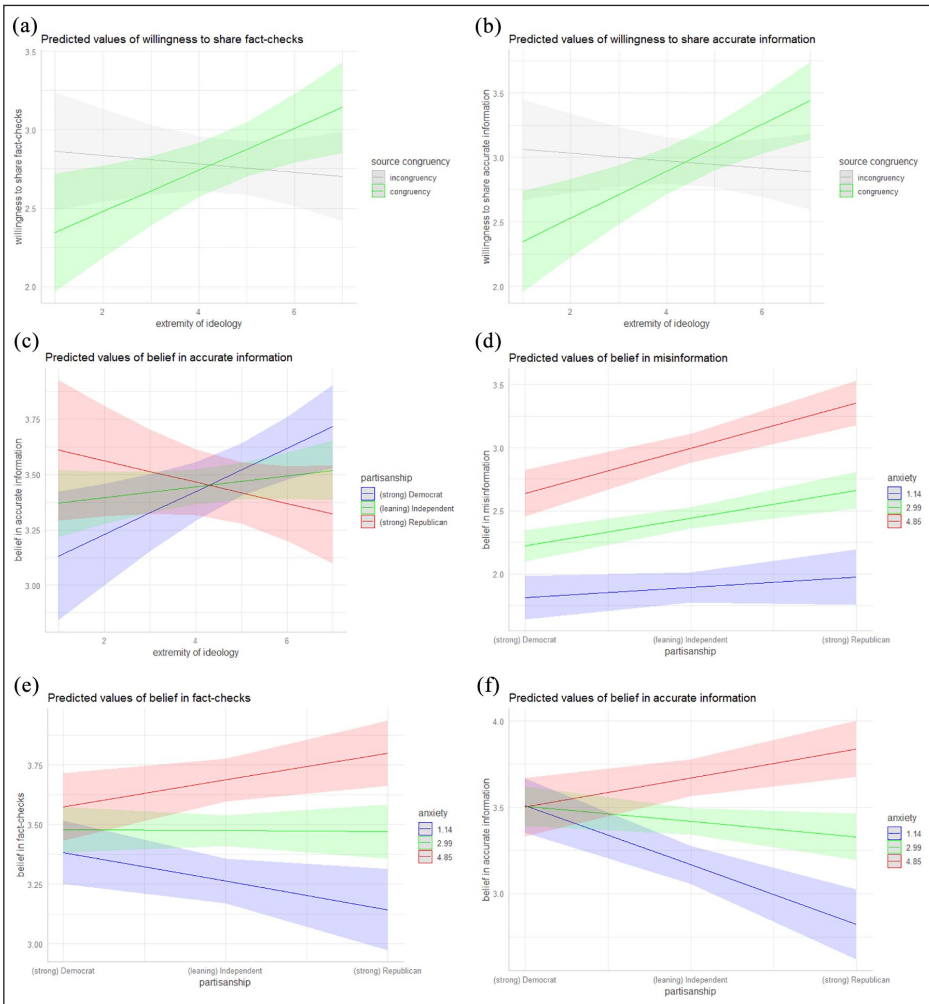 (a)
Predicted values of willingness to share fact-checks
willingness to share fact-checks
3.5
3.0
2.5
2.0
2
4
6
extremity of ideology
source congruency
incongruency
congruency
(b)
Predicted values of willingness to share accurate information
willingness to share accurate information
3.5
3.0
2.5
2.0
2
4
6
extremity of ideology
source congruency
incongruency
congruency
(c)
Predicted values of belief in accurate information
belief in accurate information
3.75
3.50
3.25
3.00
2
4
6
extremity of ideology
partisanship
(strong) Democrat
(leaning) Independent
(strong) Republican
(d)
Predicted values of belief in misinformation
belief in misinformation
3.5
3.0
2.5
2.0
(strong) Democrat
(leaning) Independent
(strong) Republican
partisanship
anxiety
1.14
2.99
4.85
(e)
Predicted values of belief in fact-checks
belief in fact-checks
3.75
3.50
3.25
3.00
(strong) Democrat
(leaning) Independent
(strong) Republican
partisanship
anxiety
1.14
2.99
4.85
(f)
Predicted values of belief in accurate information
belief in accurate information
4.0
3.5
3.0
(strong) Democrat
(leaning) Independent
(strong) Republican
partisanship
anxiety
1.14
2.99
4.85